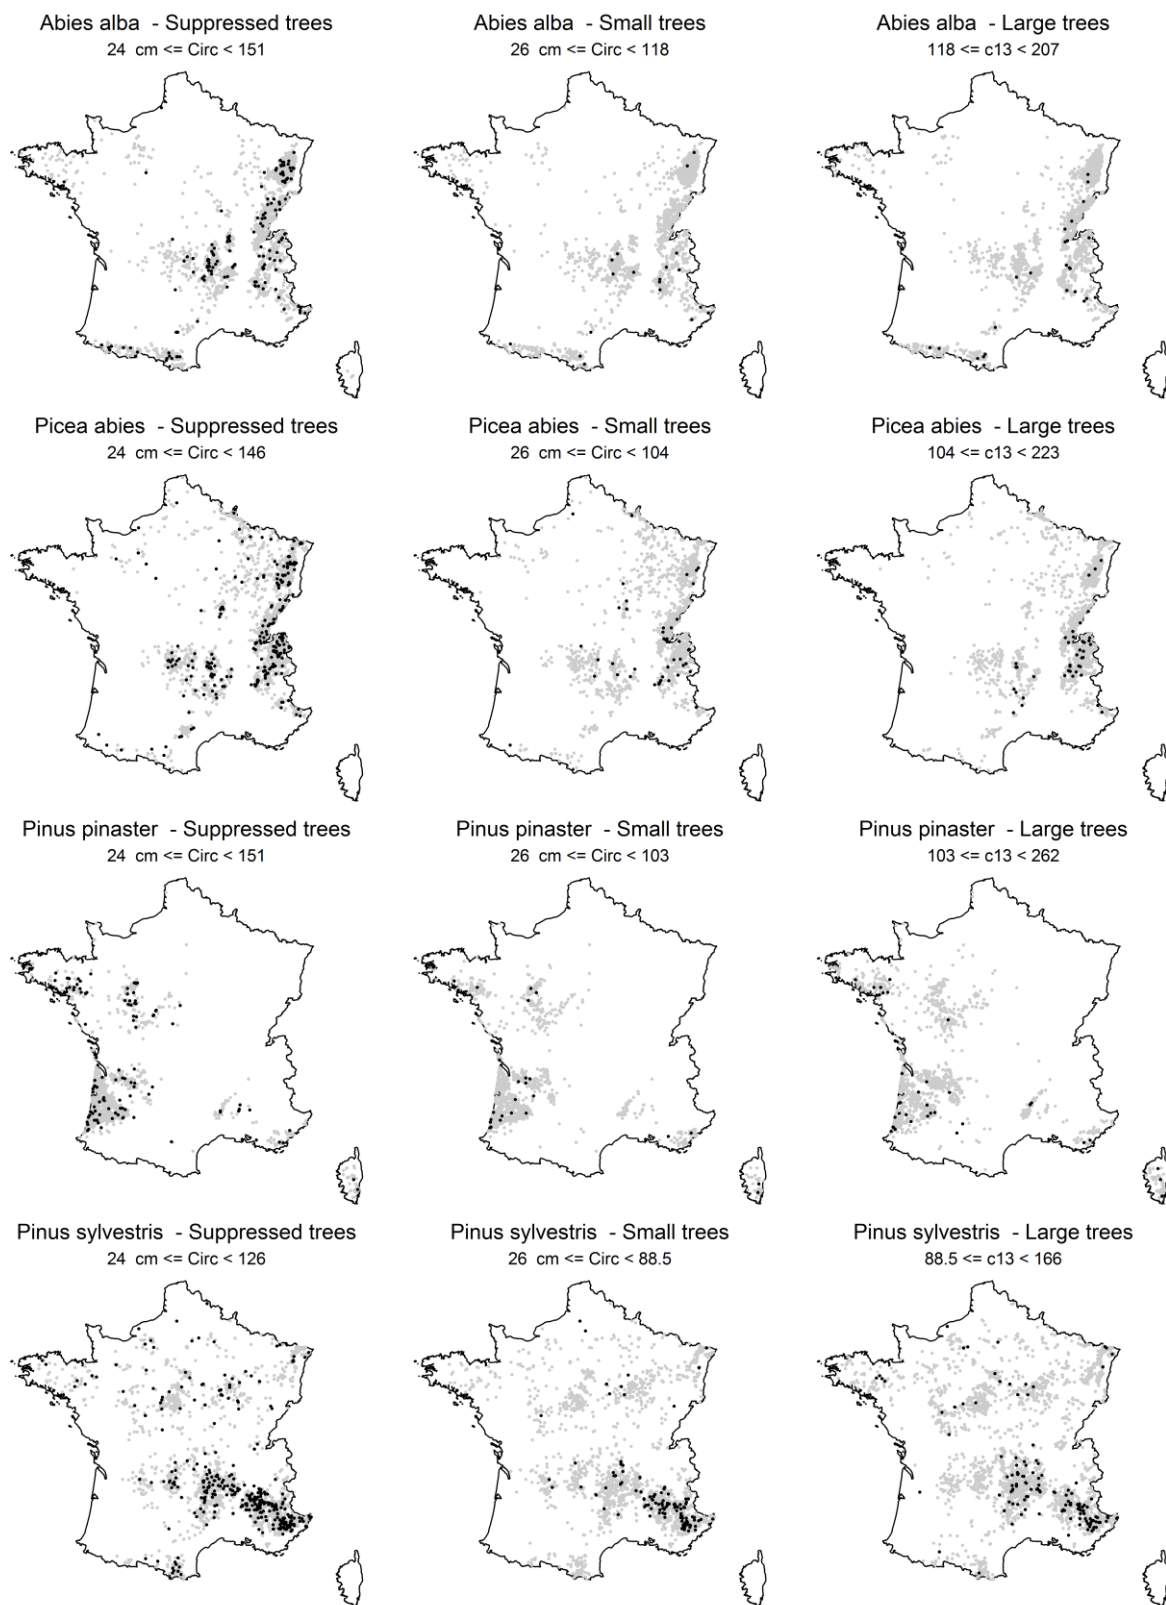 Abies alba - Suppressed trees
24 cm <= Circ < 151
Abies alba - Small trees
26 cm <= Circ < 118
Abies alba - Large trees
118 <= c13 < 207
Picea abies - Suppressed trees
24 cm <= Circ < 146
Picea abies - Small trees
26 cm <= Circ < 104
Picea abies - Large trees
104 <= c13 < 223
Pinus pinaster - Suppressed trees
24 cm <= Circ < 151
Pinus pinaster - Small trees
26 cm <= Circ < 103
Pinus pinaster - Large trees
103 <= c13 < 262
Pinus sylvestris - Suppressed trees
24 cm <= Circ < 126
Pinus sylvestris - Small trees
26 cm <= Circ < 88.5
Pinus sylvestris - Large trees
88.5 <= c13 < 166